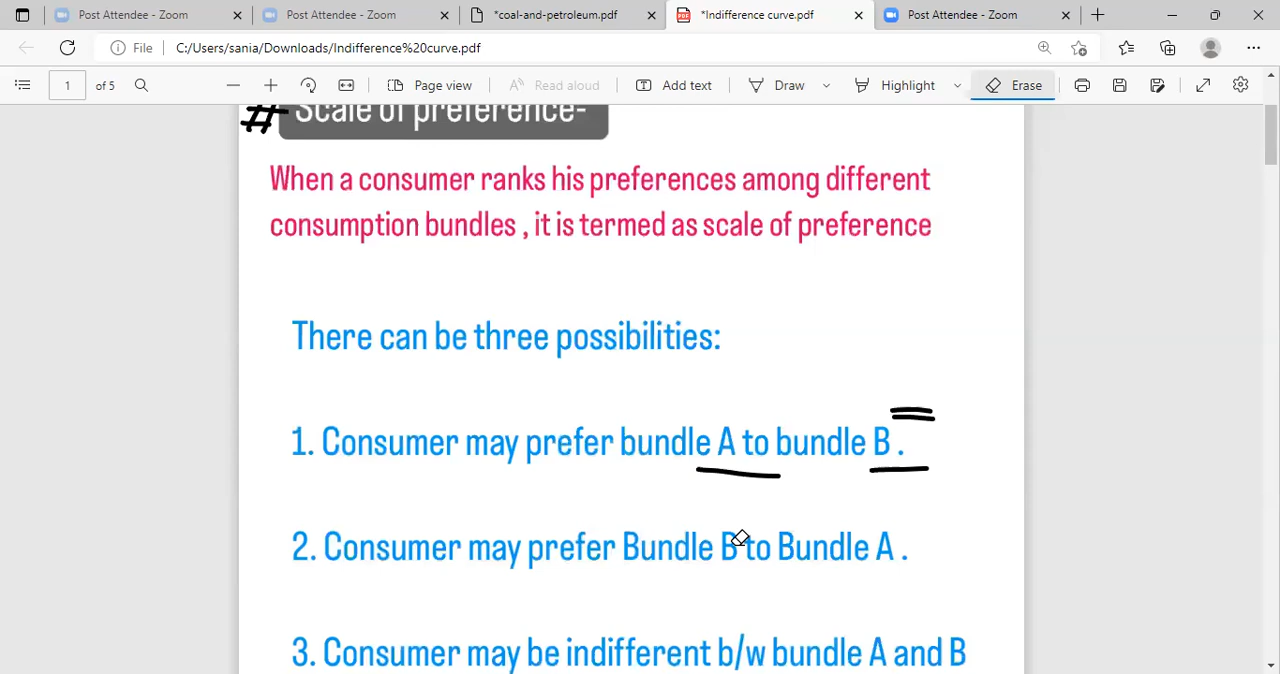 Post Attendee - Zoom
Post Attendee - Zoom
*coal-and-petroleum.pdf
*Indifference curve.pdf
Post Attendee - Zoom
File
C:/Users/sania/Downloads/Indifference%20curve.pdf
1 of 5
Page view
Read aloud
Add text
Draw
Highlight
Erase
# Scale of preference-
When a consumer ranks his preferences among different
consumption bundles , it is termed as scale of preference
There can be three possibilities:
1. Consumer may prefer bundle A to bundle B .
2. Consumer may prefer Bundle B to Bundle A .
3. Consumer may be indifferent b/w bundle A and B